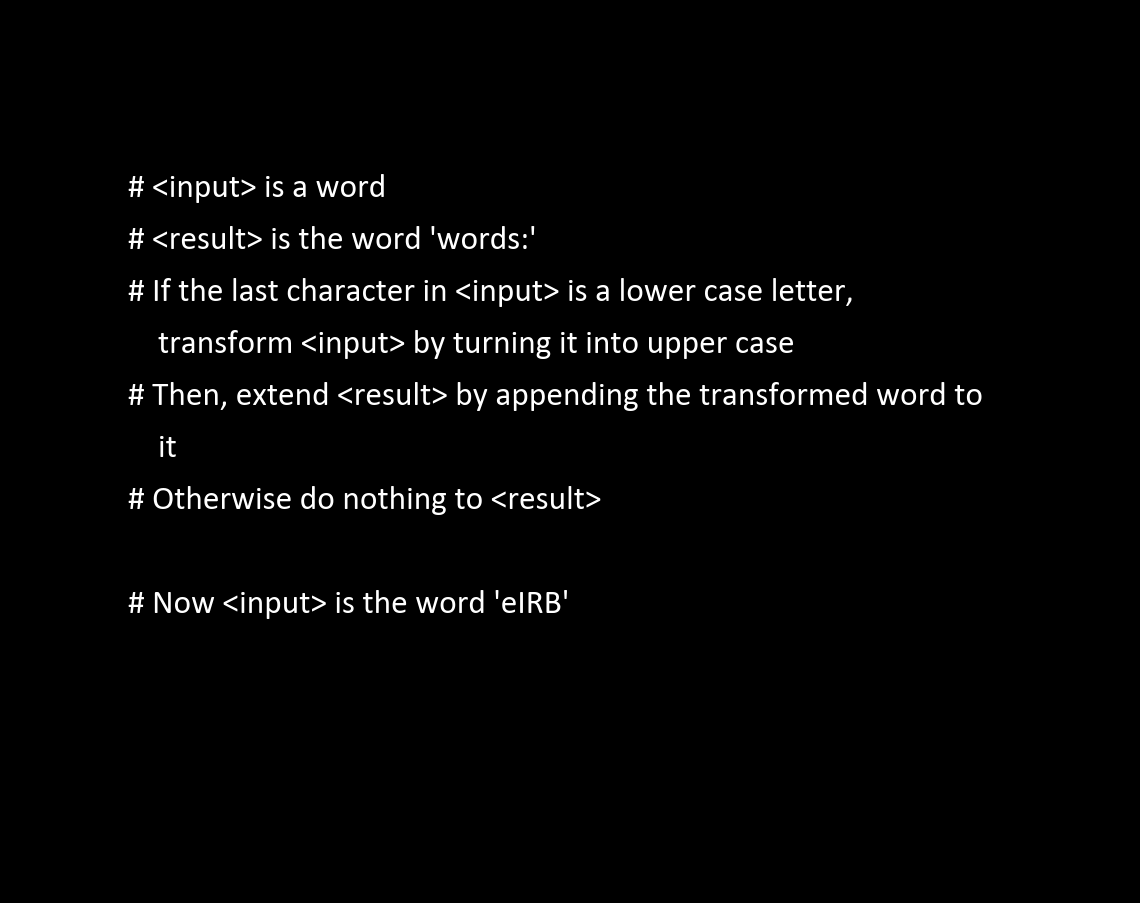 # <input> is a word
# <result> is the word 'words:'
# If the last character in <input> is a lower case letter,
transform <input> by turning it into upper case
# Then, extend <result> by appending the transformed word to
it
# Otherwise do nothing to <result>
# Now <input> is the word 'eIRB'